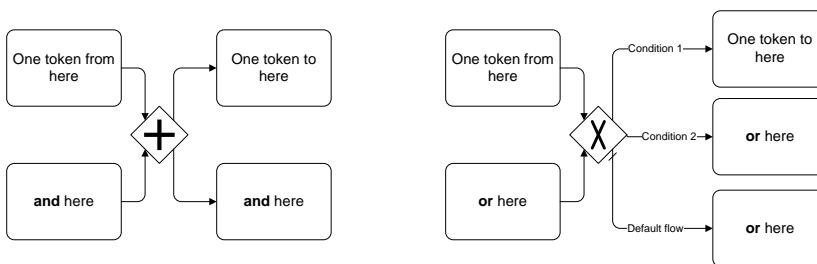 One token from
here
One token to
here
and here
and here
One token from
here
or here
Condition 1
One token to
here
Condition 2
or here
Default flow
or here